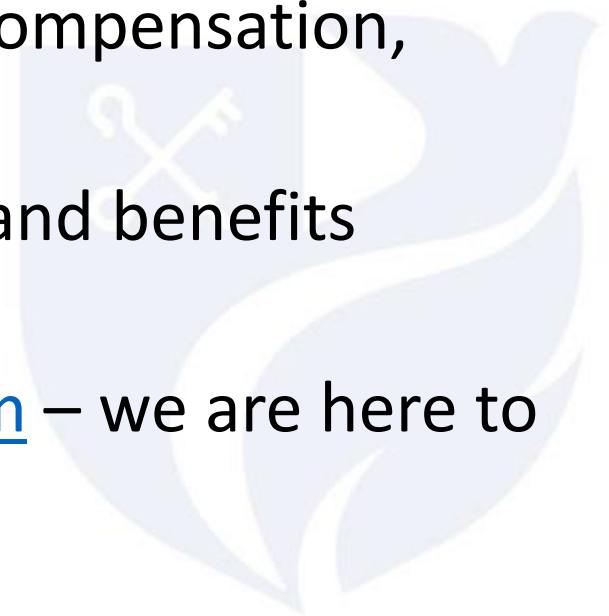 ompensation,
and benefits
m – we are here to